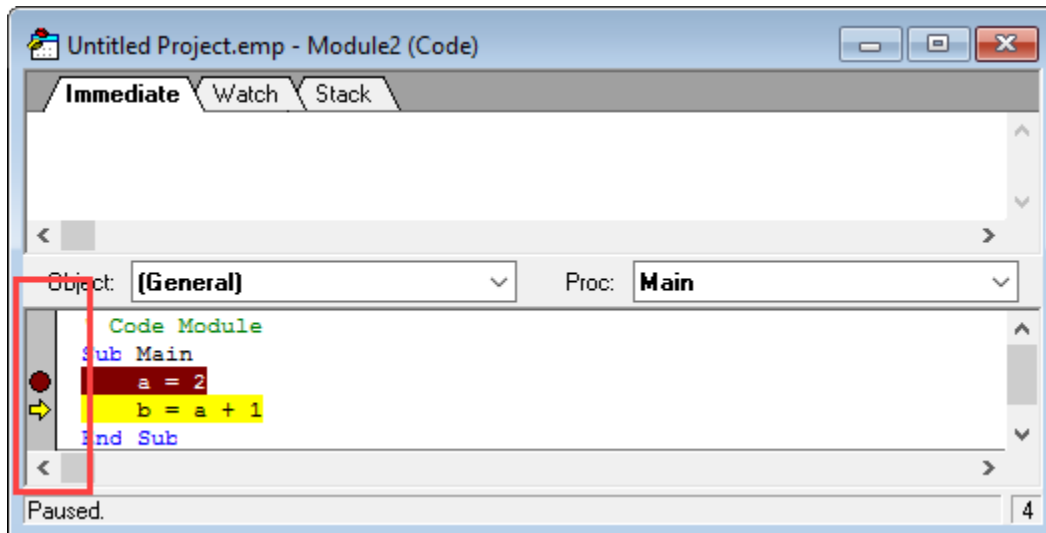 Untitled Project.emp - Module2 (Code)
Immediate Watch Stack
Object: (General) Proc: Main
' Code Module
Sub Main
a = 2
b = a + 1
End Sub
Paused. 4